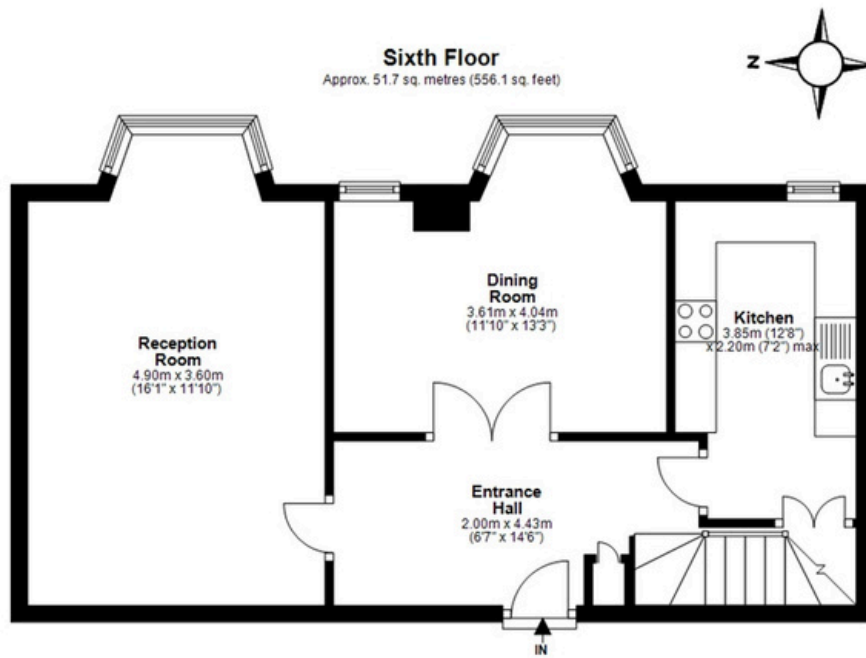 Sixth Floor
Approx. 51.7 sq. metres (556.1 sq. feet)
N
Reception
Room
4.90m x 3.60m
(16'1" x 11'10")
Dining
Room
3.61m x 4.04m
(11'10" x 13'3")
Kitchen
3.85m (12'8")
x 2.20m (7'2") max
Entrance
Hall
2.00m x 4.43m
(6'7" x 14'6")
IN